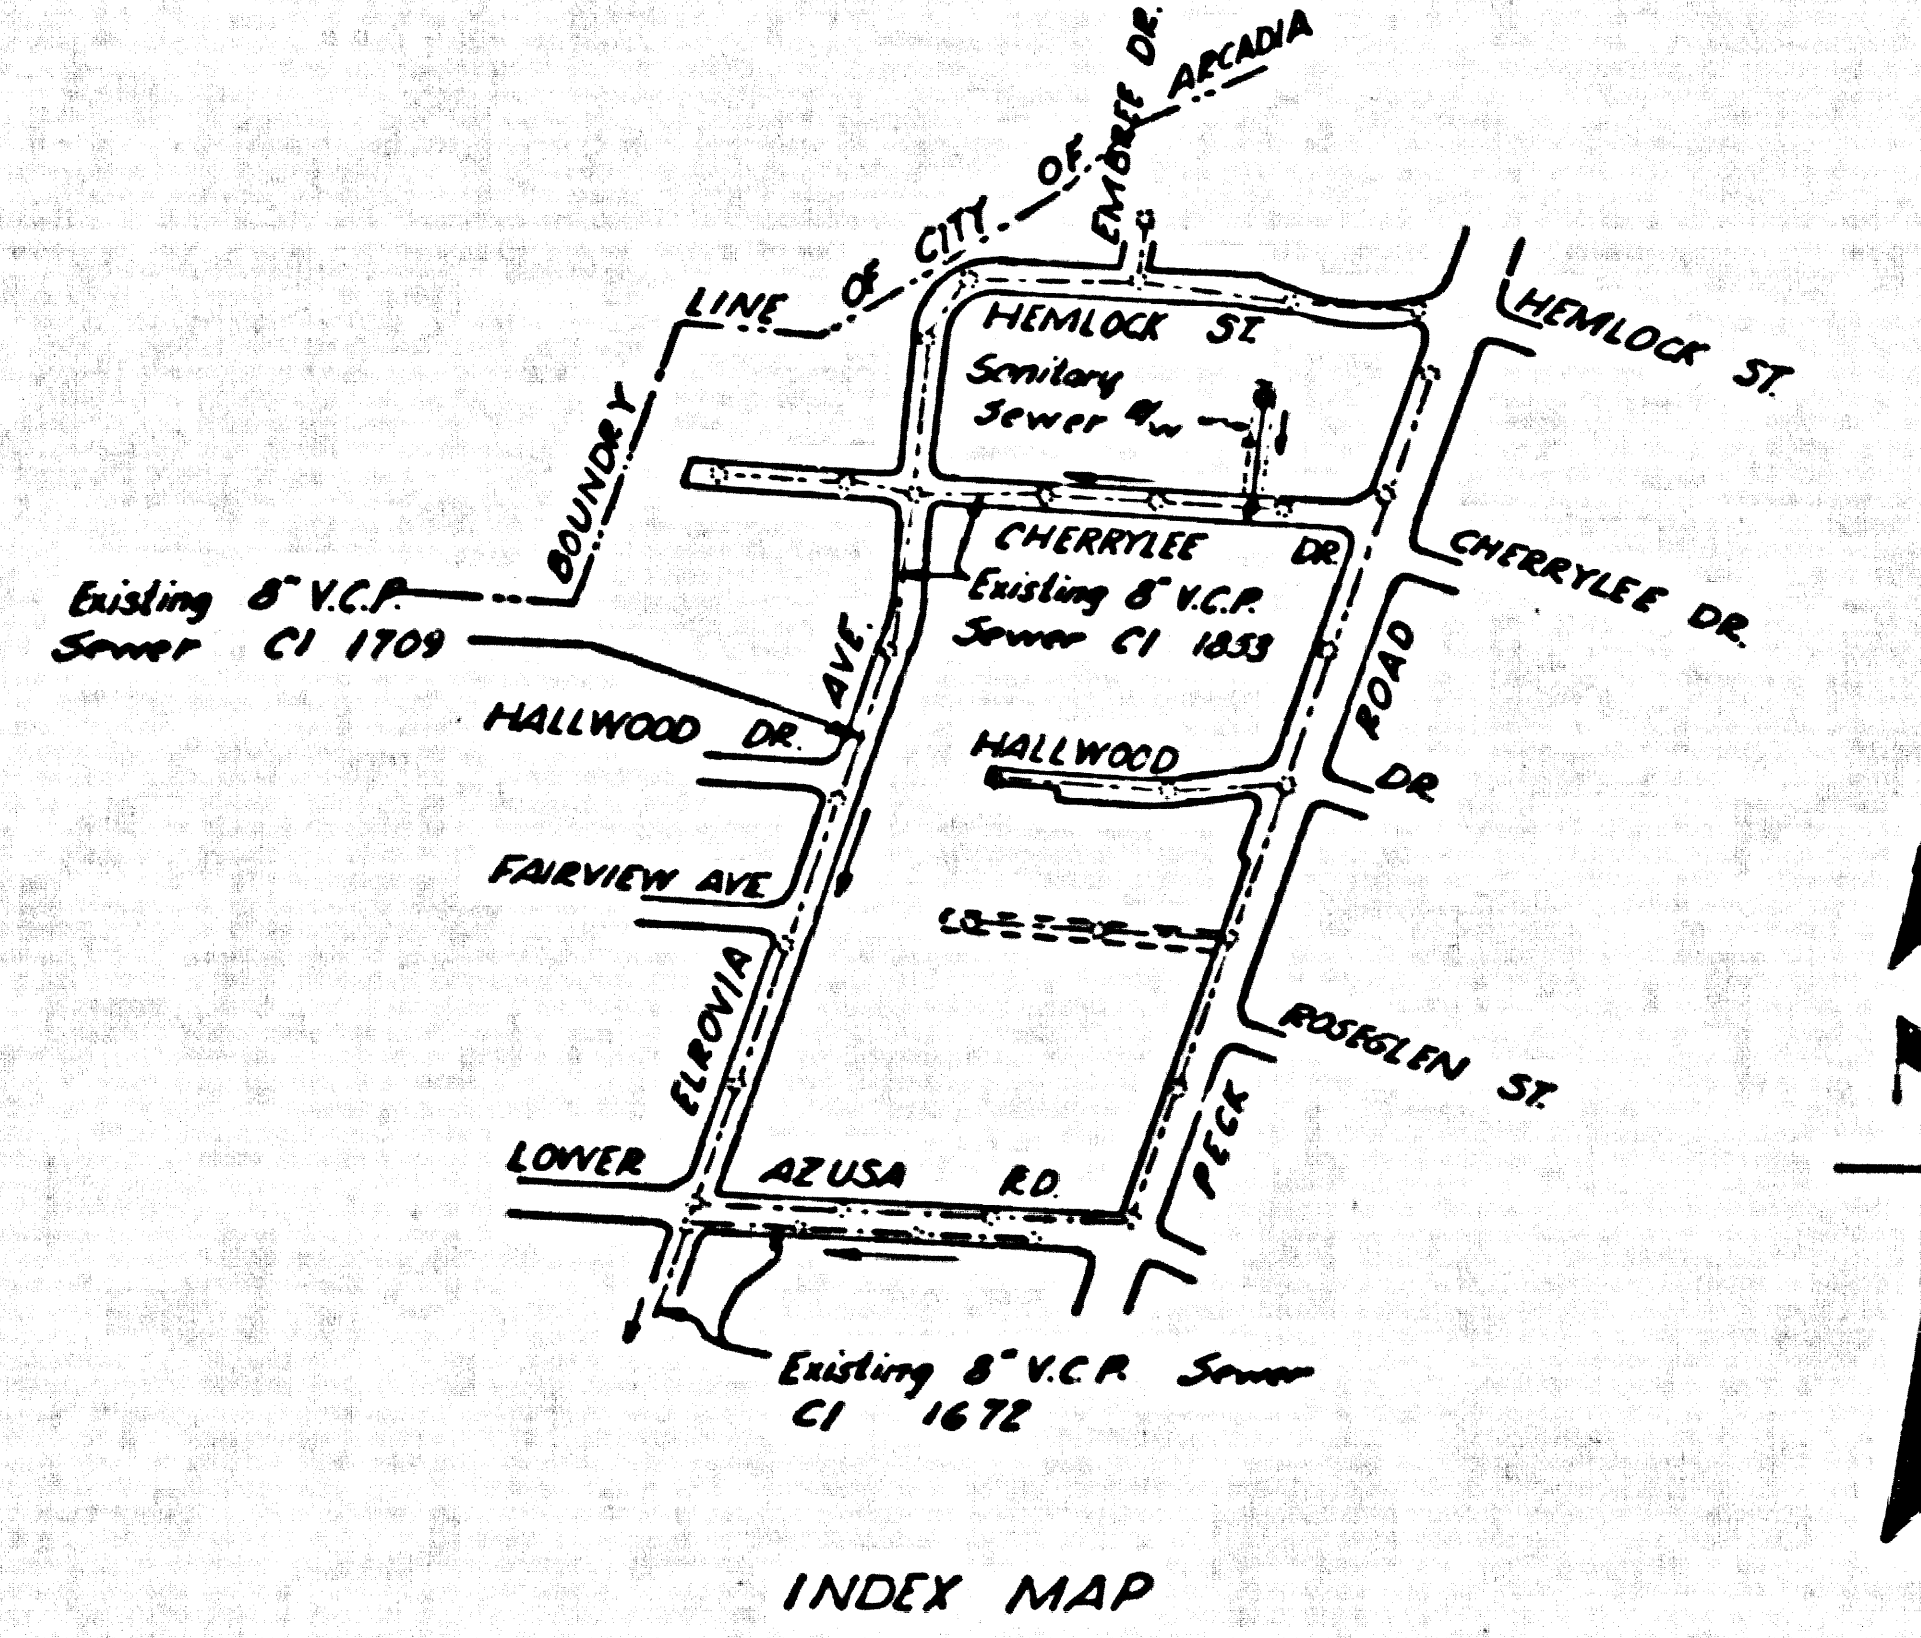 EMBREE DR.
ARCADIA
BOUNDRY LINE OF CITY OF
HEMLOCK ST.
HEMLOCK ST.
Sanitary
Sewer R/W
CHERRYLEE DR.
CHERRYLEE DR.
Existing 8" V.C.P.
Sewer CI 1709
Existing 8" V.C.P.
Sewer CI 1853
HALLWOOD DR.
HALLWOOD DR.
FAIRVIEW AVE
ELROVIA AVE.
PECK ROAD
ROSEGLEN ST.
LOWER AZUSA RD.
Existing 8" V.C.P. Sewer
CI 1672
INDEX MAP